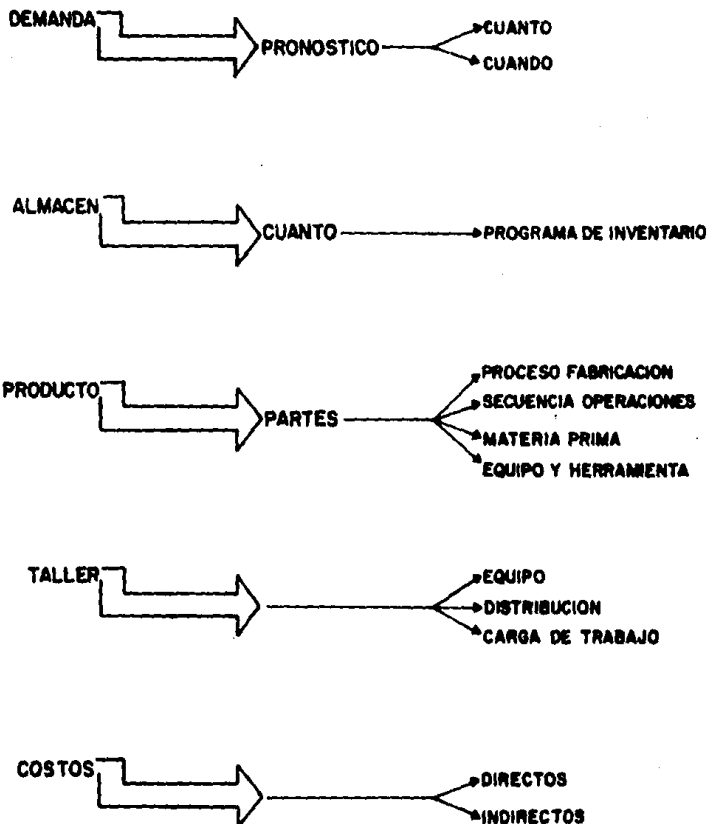 DEMANDA
PRONOSTICO
CUANTO
CUANDO
ALMACEN
CUANTO
PROGRAMA DE INVENTARIO
PRODUCTO
PARTES
PROCESO FABRICACION
SECUENCIA OPERACIONES
MATERIA PRIMA
EQUIPO Y HERRAMIENTA
TALLER
EQUIPO
DISTRIBUCION
CARGA DE TRABAJO
COSTOS
DIRECTOS
INDIRECTOS